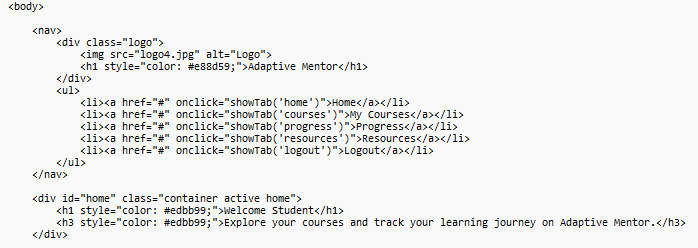 <body>
<nav>
<div class="logo">
<img src="logo4.jpg" alt="Logo">
<h1 style="color: #e88d59;">Adaptive Mentor</h1>
</div>
<ul>
<li><a href="#" onclick="showTab('home')">Home</a></li>
<li><a href="#" onclick="showTab('courses')">My Courses</a></li>
<li><a href="#" onclick="showTab('progress')">Progress</a></li>
<li><a href="#" onclick="showTab('resources')">Resources</a></li>
<li><a href="#" onclick="showTab('logout')">Logout</a></li>
</ul>
</nav>
<div id="home" class="container active home">
<h1 style="color: #edbb99;">Welcome Student</h1>
<h3 style="color: #edbb99;">Explore your courses and track your learning journey on Adaptive Mentor.</h3>
</div>